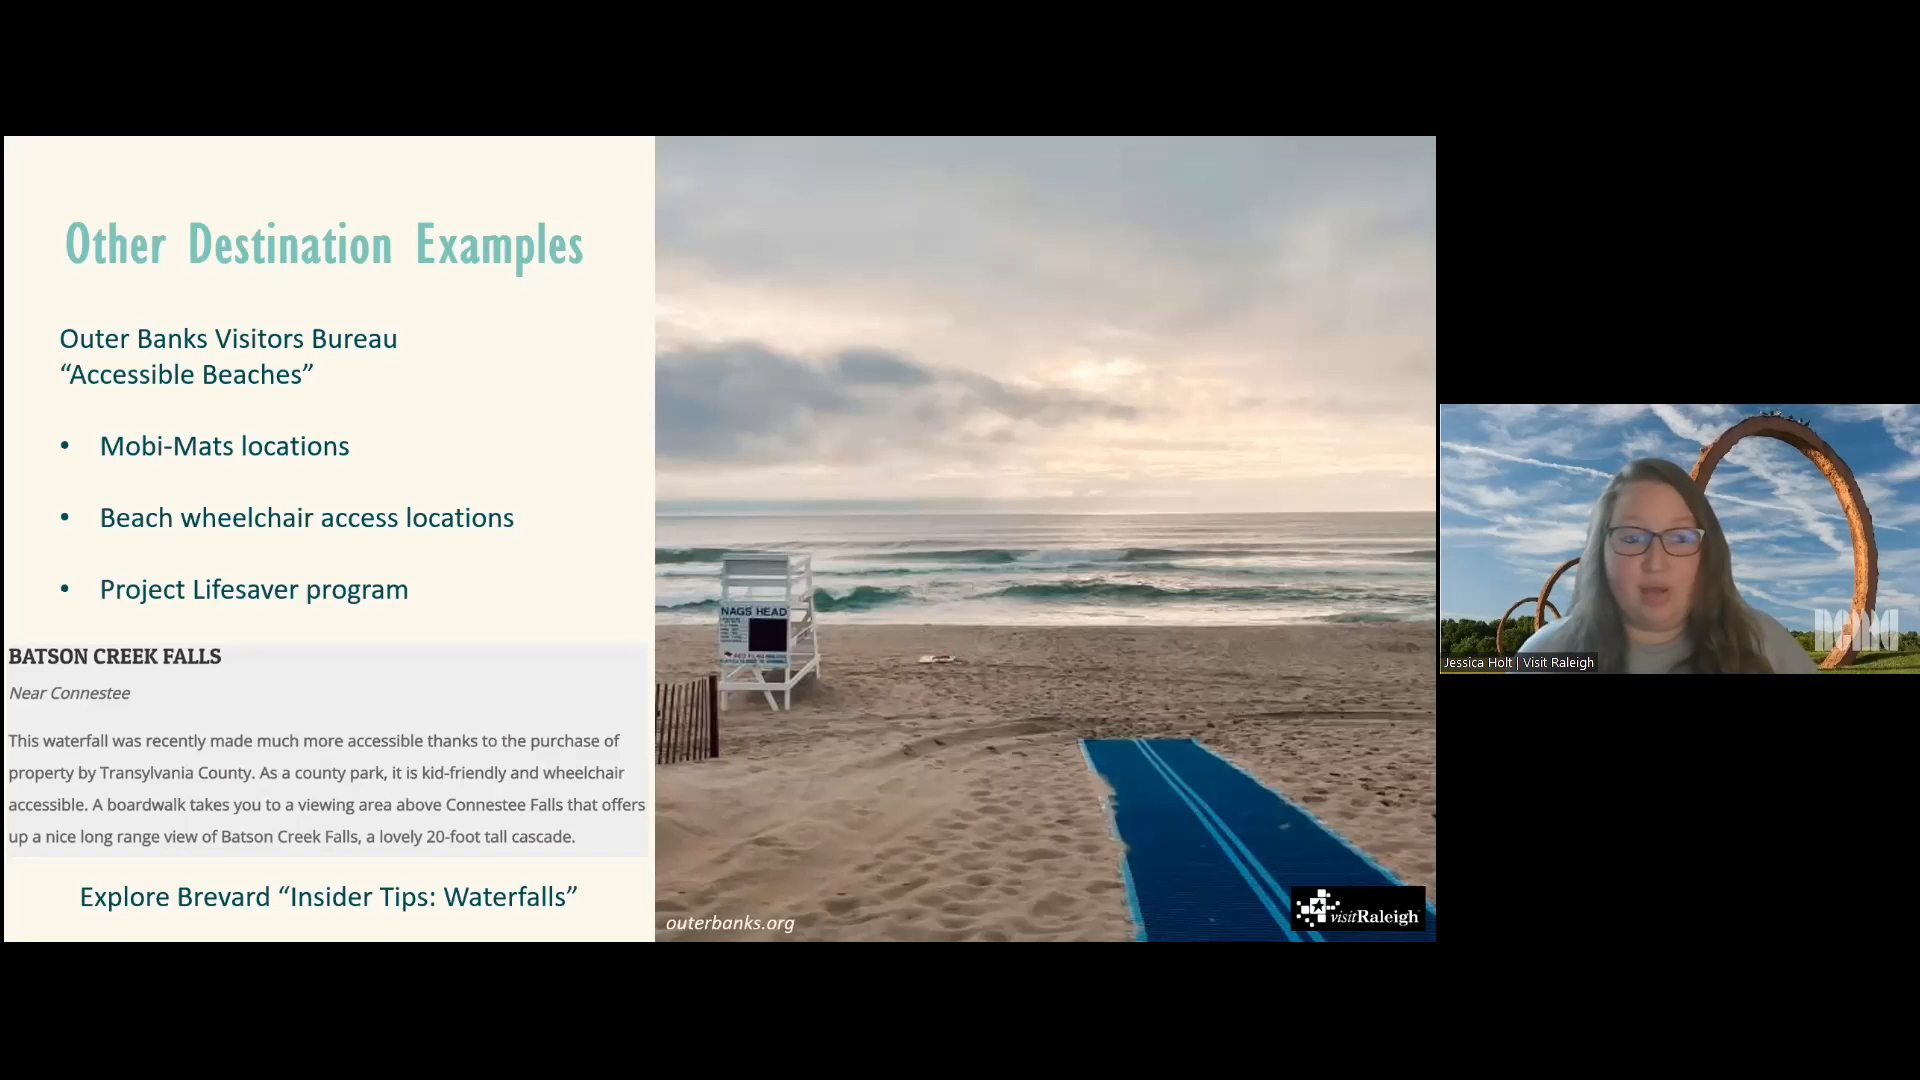 Other Destination Examples
Outer Banks Visitors Bureau
“Accessible Beaches”
• Mobi-Mats locations
• Beach wheelchair access locations
• Project Lifesaver program
BATSON CREEK FALLS
Near Connestee
This waterfall was recently made much more accessible thanks to the purchase of
property by Transylvania County. As a county park, it is kid-friendly and wheelchair
accessible. A boardwalk takes you to a viewing area above Connestee Falls that offers
up a nice long range view of Batson Creek Falls, a lovely 20-foot tall cascade.
Explore Brevard “Insider Tips: Waterfalls”
NAGS HEAD
outerbanks.org
visitRaleigh
Jessica Holt | Visit Raleigh